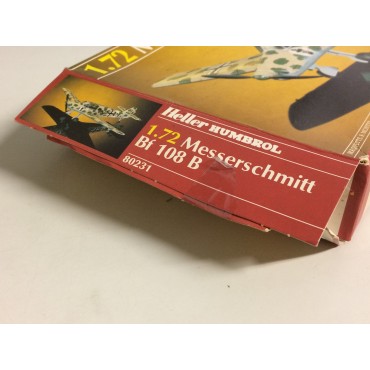 1.72 M
Heller HUMBROL
1.72 Messerschmitt
Bf 108 B
80231